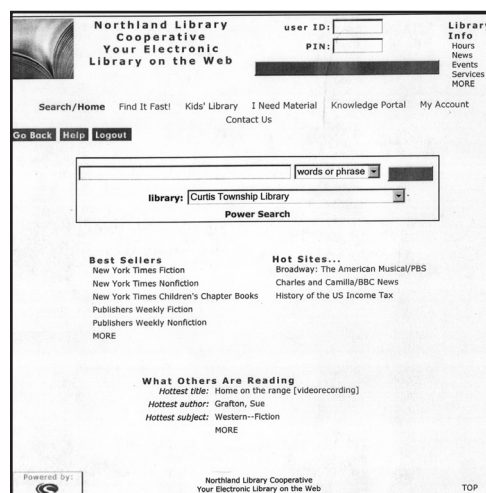 Northland Library
Cooperative
Your Electronic
Library on the Web
user ID:
PIN:
Library
Info
Hours
News
Events
Services
MORE
Search/Home Find It Fast! Kids' Library I Need Material Knowledge Portal My Account
Contact Us
Go Back Help Logout
words or phrase
library: Curtis Township Library
Power Search
Best Sellers
New York Times Fiction
New York Times Nonfiction
New York Times Children's Chapter Books
Publishers Weekly Fiction
Publishers Weekly Nonfiction
MORE
Hot Sites...
Broadway: The American Musical/PBS
Charles and Camilla/BBC News
History of the US Income Tax
What Others Are Reading
Hottest title: Home on the range [videorecording]
Hottest author: Grafton, Sue
Hottest subject: Western--Fiction
MORE
Powered by:
Northland Library Cooperative
Your Electronic Library on the Web
TOP